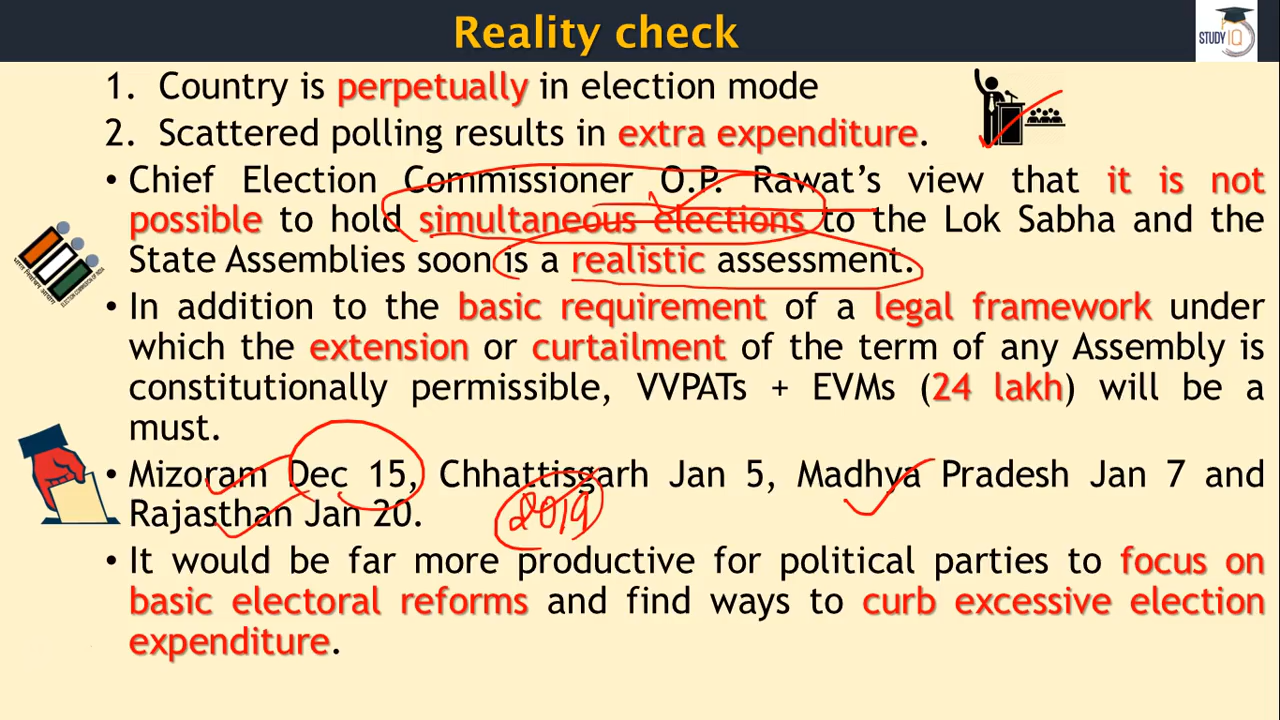 Reality check
STUDY IQ
1. Country is perpetually in election mode
2. Scattered polling results in extra expenditure.
• Chief Election Commissioner O.P. Rawat's view that it is not
possible to hold simultaneous elections to the Lok Sabha and the
State Assemblies soon is a realistic assessment.
• In addition to the basic requirement of a legal framework under
which the extension or curtailment of the term of any Assembly is
constitutionally permissible, VVPATs + EVMs (24 lakh) will be a
must.
• Mizoram Dec 15, Chhattisgarh Jan 5, Madhya Pradesh Jan 7 and
Rajasthan Jan 20.
2019
• It would be far more productive for political parties to focus on
basic electoral reforms and find ways to curb excessive election
expenditure.